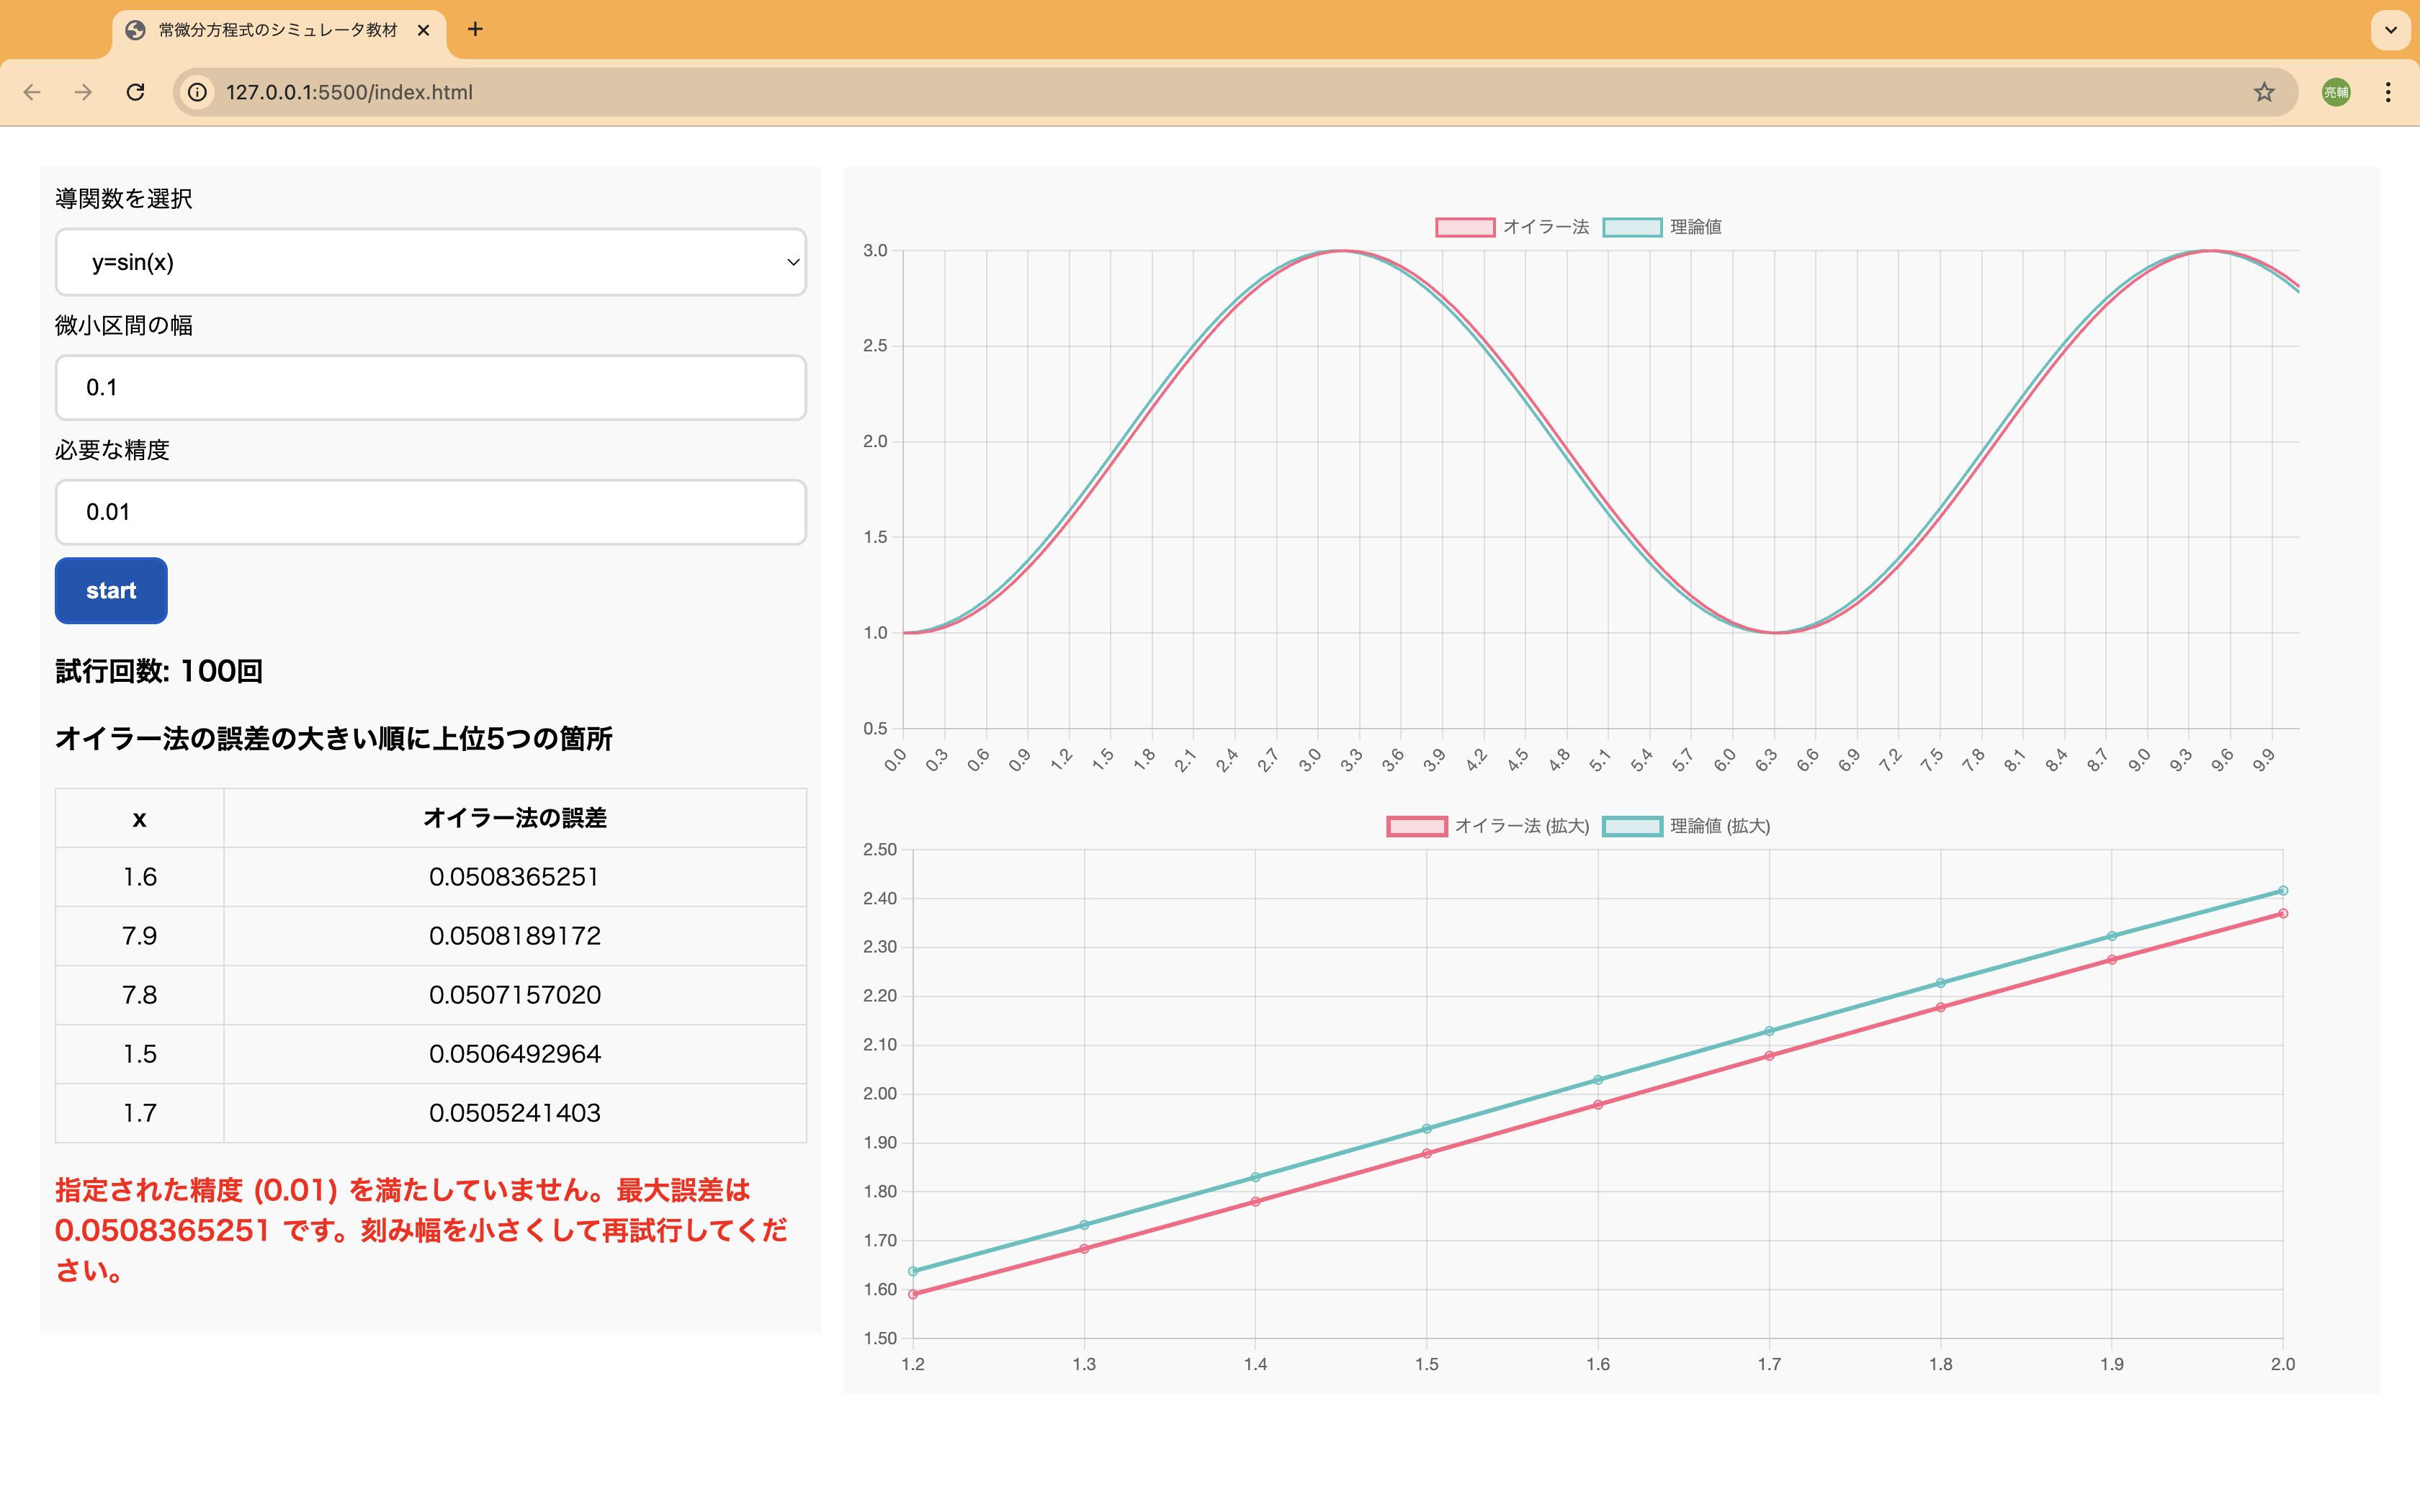 常微分方程式のシミュレータ教材
127.0.0.1:5500/index.html
亮輔
導関数を選択
y=sin(x)
微小区間の幅
0.1
必要な精度
0.01
start
試行回数: 100回
オイラー法の誤差の大きい順に上位5つの箇所
x オイラー法の誤差
1.6 0.0508365251
7.9 0.0508189172
7.8 0.0507157020
1.5 0.0506492964
1.7 0.0505241403
指定された精度 (0.01) を満たしていません。最大誤差は
0.0508365251 です。刻み幅を小さくして再試行してくだ
さい。
オイラー法 理論値
3.0
2.5
2.0
1.5
1.0
0.5
0.0 0.3 0.6 0.9 1.2 1.5 1.8 2.1 2.4 2.7 3.0 3.3 3.6 3.9 4.2 4.5 4.8 5.1 5.4 5.7 6.0 6.3 6.6 6.9 7.2 7.5 7.8 8.1 8.4 8.7 9.0 9.3 9.6 9.9
オイラー法 (拡大) 理論値 (拡大)
2.50
2.40
2.30
2.20
2.10
2.00
1.90
1.80
1.70
1.60
1.50
1.2 1.3 1.4 1.5 1.6 1.7 1.8 1.9 2.0